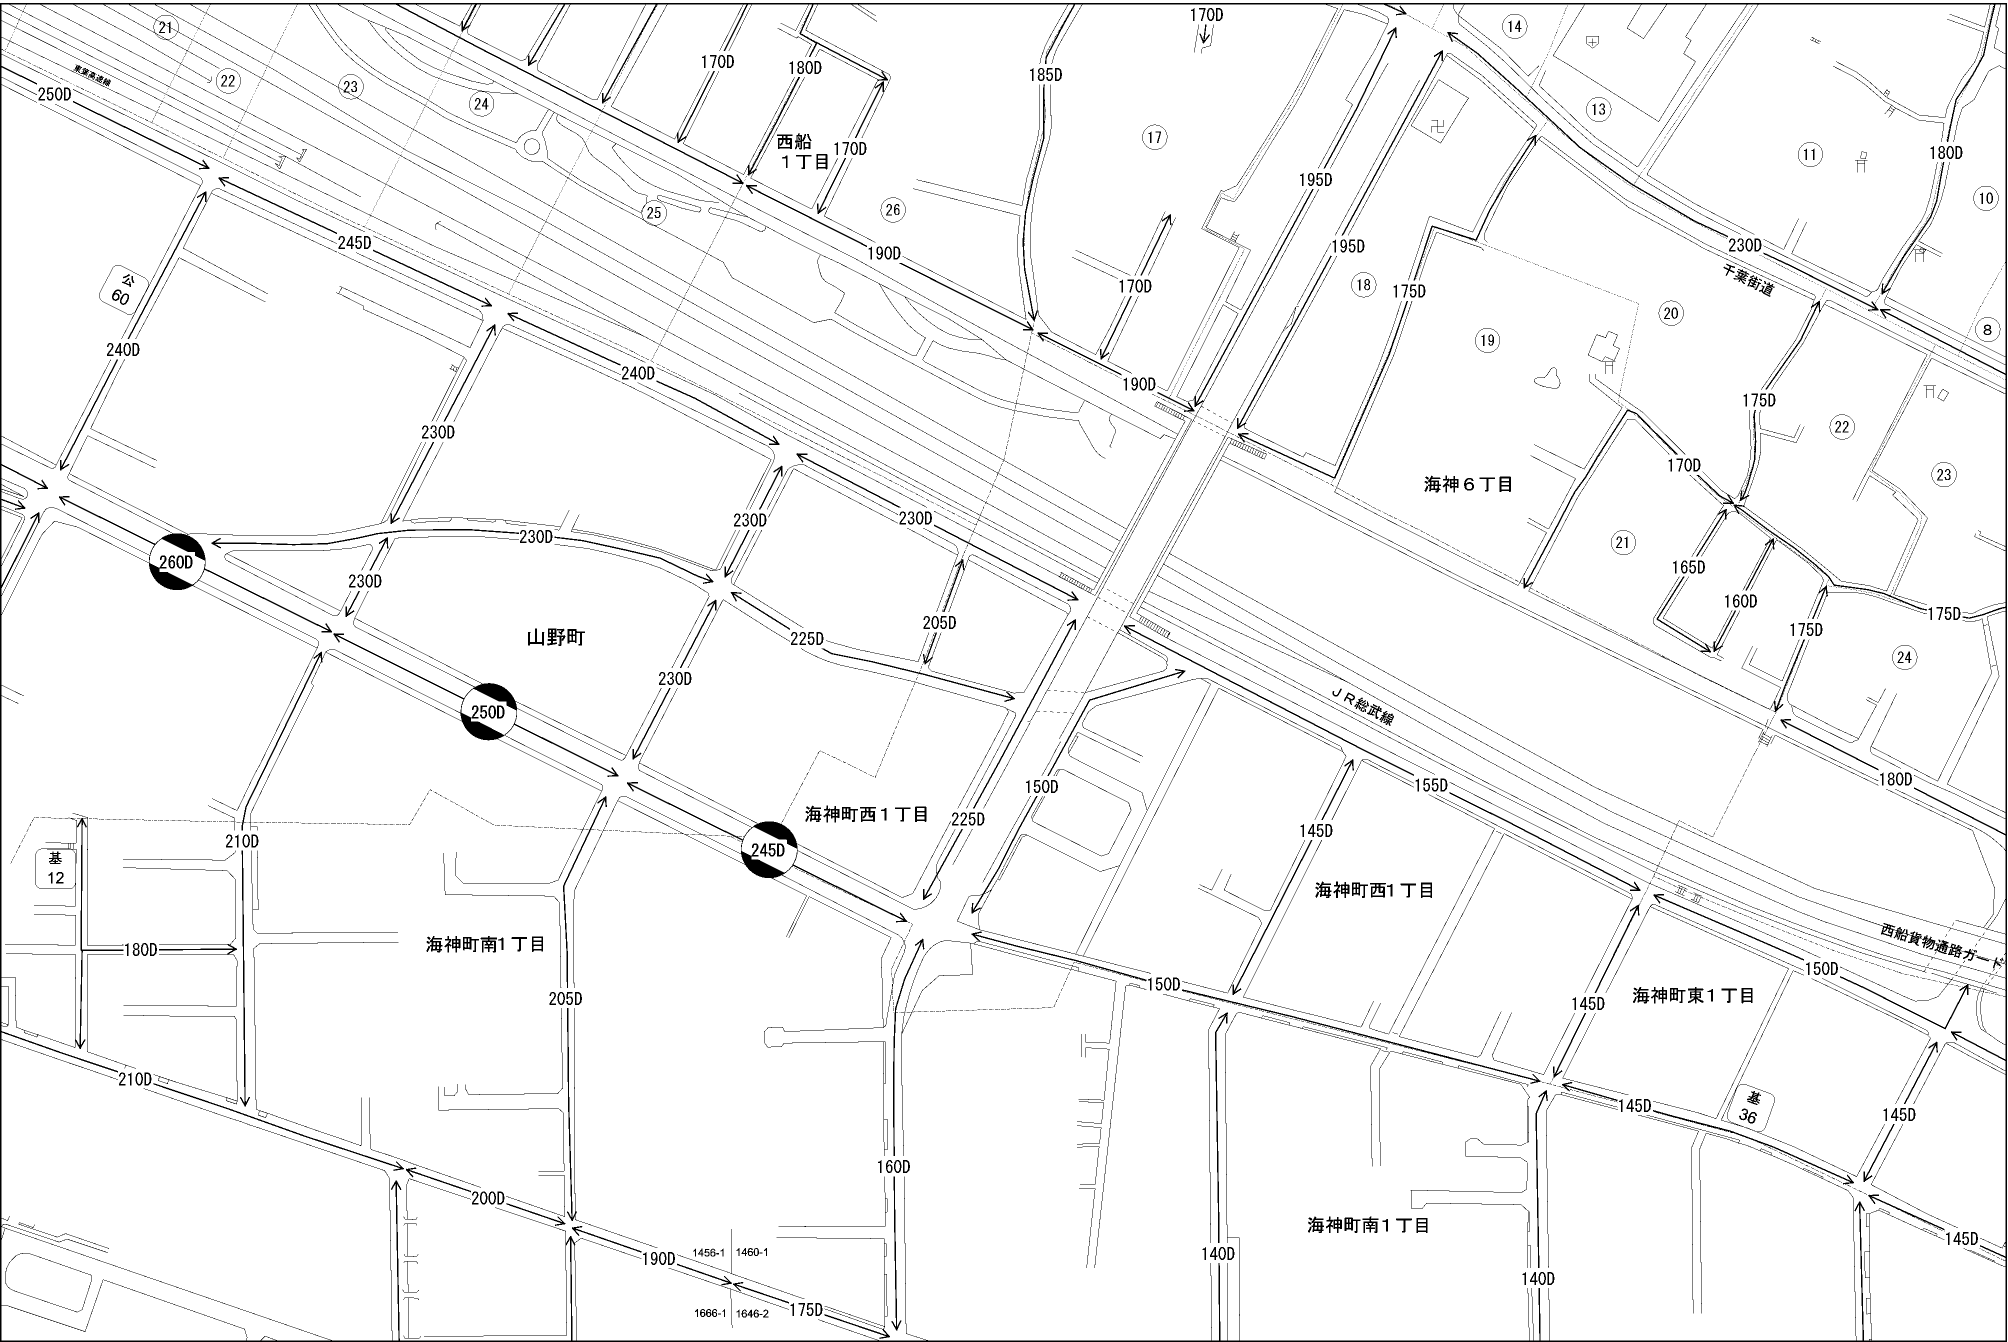 170D
14
21
東葉高速線
22
23
24
250D
170D
180D
185D
13
17
11
180D
10
西船
1丁目
170D
195D
26
25
245D
190D
195D
230D
千葉街道
公
60
170D
18
175D
20
8
19
240D
240D
190D
175D
22
230D
170D
23
海神6丁目
230D
230D
230D
21
260D
230D
165D
160D
175D
175D
24
山野町
225D
205D
230D
250D
JR総武線
150D
155D
180D
海神町西1丁目
225D
145D
210D
245D
基
12
海神町西1丁目
180D
海神町南1丁目
西船貨物通路ガード
150D
150D
205D
145D
海神町東1丁目
210D
145D
基
36
145D
160D
200D
海神町南1丁目
190D
1456-1
1460-1
140D
145D
140D
175D
1666-1
1646-2